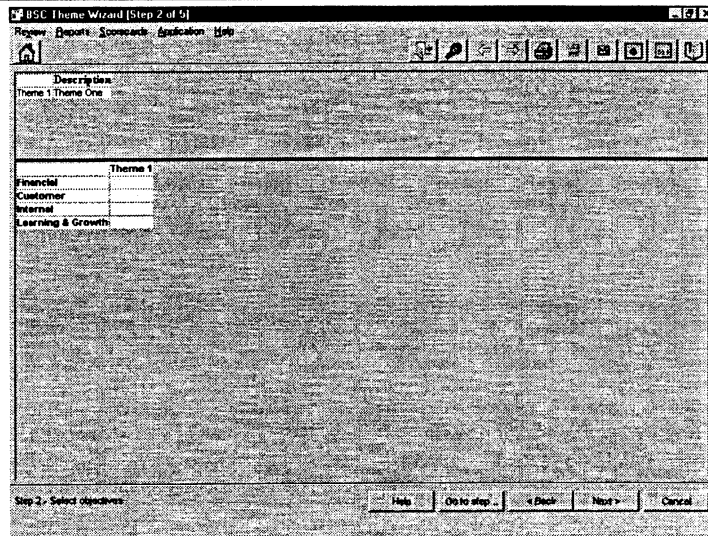 BSC Theme Wizard [Step 2 of 5]
Review Reports Scorecards Application Help
Description
Theme 1 Theme One
Theme 1
Financial
Customer
Internal
Learning & Growth
Step 2 - Select objectives
Help Go to step .. < Back Next > Cancel